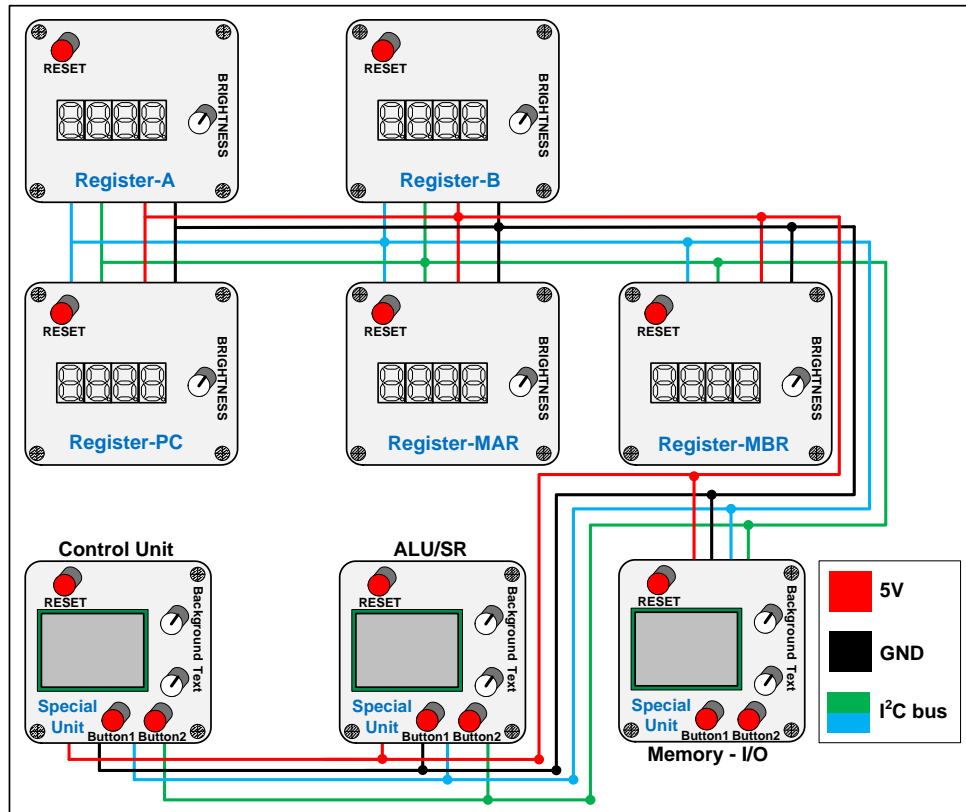 RESET
BRIGHTNESS
Register-A
RESET
BRIGHTNESS
Register-B
RESET
BRIGHTNESS
Register-PC
RESET
BRIGHTNESS
Register-MAR
RESET
BRIGHTNESS
Register-MBR
Control Unit
RESET
Background
Text
Special
Unit
Button1
Button2
ALU/SR
RESET
Background
Text
Special
Unit
Button1
Button2
RESET
Background
Text
Special
Unit
Button1
Button2
Memory - I/O
5V
GND
I²C bus